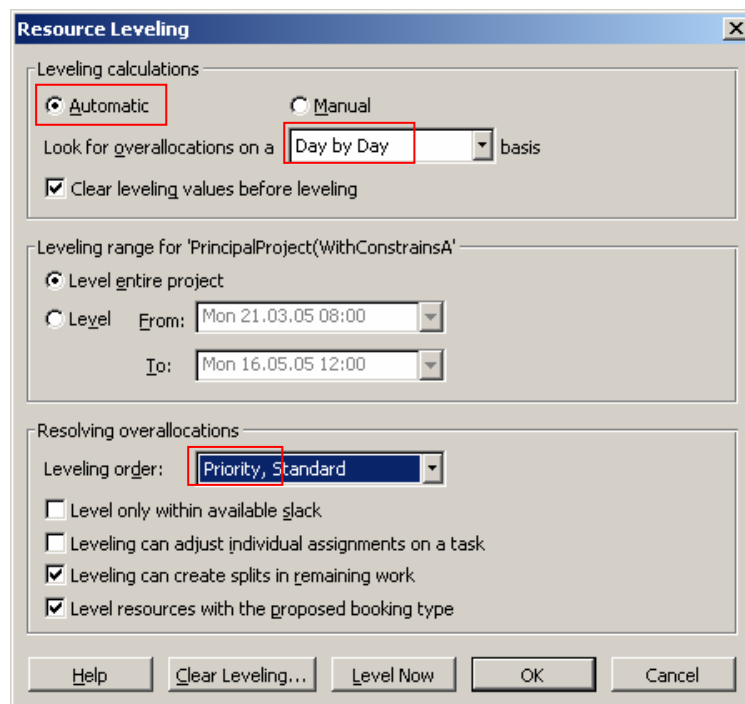 Resource Leveling
Leveling calculations
Automatic Manual
Look for overallocations on a Day by Day basis
Clear leveling values before leveling
Leveling range for 'PrincipalProject(WithConstrainsA'
Level entire project
Level From: Mon 21.03.05 08:00
To: Mon 16.05.05 12:00
Resolving overallocations
Leveling order: Priority, Standard
Level only within available slack
Leveling can adjust individual assignments on a task
Leveling can create splits in remaining work
Level resources with the proposed booking type
Help Clear Leveling... Level Now OK Cancel